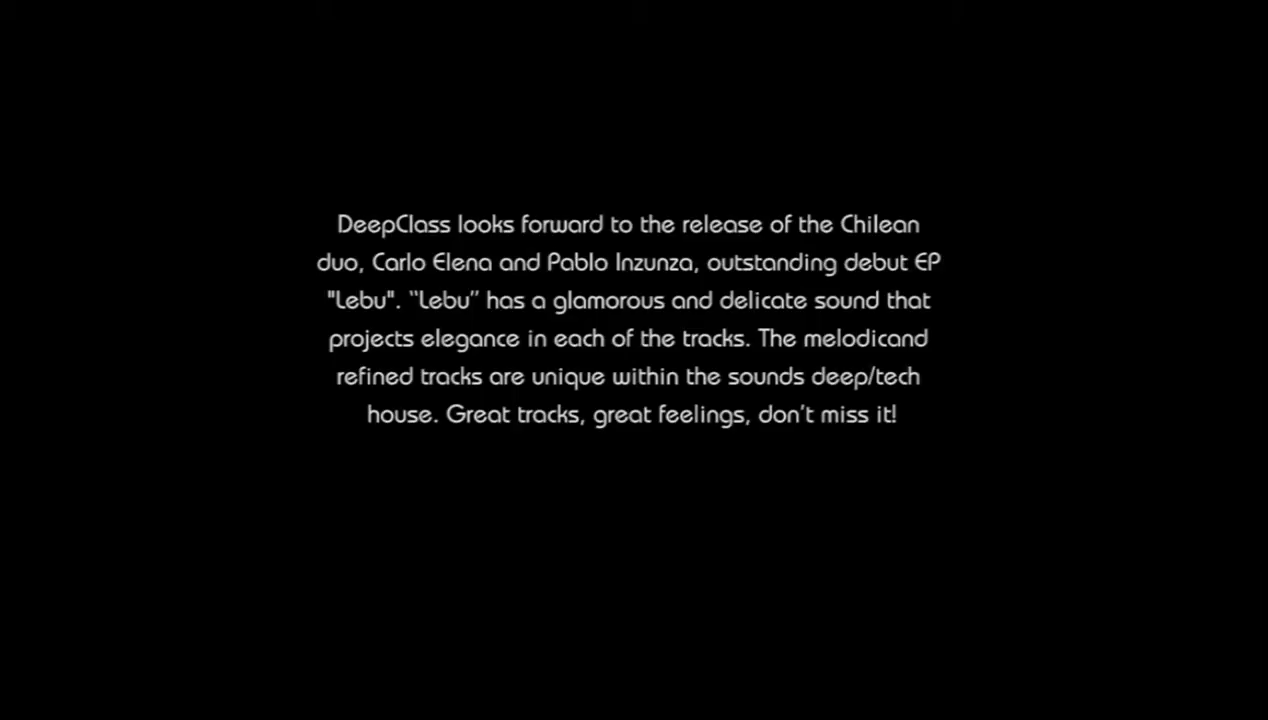 DeepClass looks forward to the release of the Chilean
duo, Carlo Elena and Pablo Inzunza, outstanding debut EP
"Lebu". “Lebu” has a glamorous and delicate sound that
projects elegance in each of the tracks. The melodicand
refined tracks are unique within the sounds deep/tech
house. Great tracks, great feelings, don't miss it!